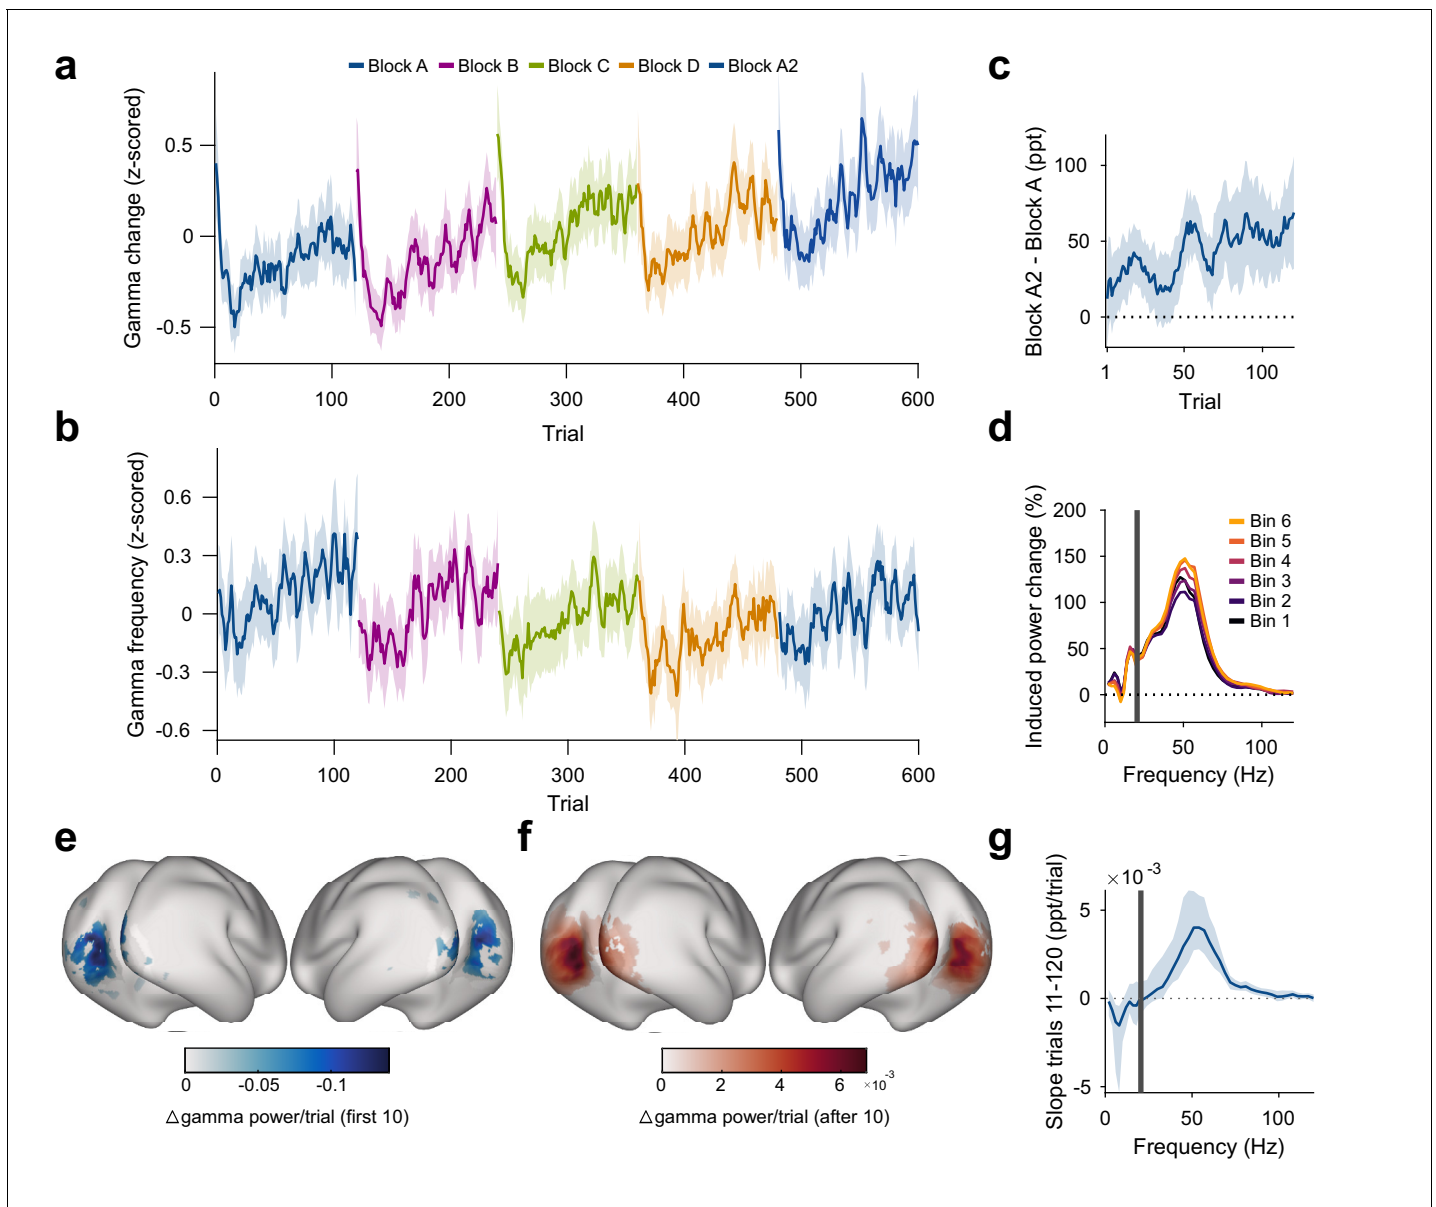 a
Block A Block B Block C Block D Block A2
Gamma change (z-scored)
0.5
0
-0.5
0 100 200 300 400 500 600
Trial
b
Gamma frequency (z-scored)
0.6
0.3
0
-0.3
-0.6
0 100 200 300 400 500 600
Trial
c
Block A2 - Block A (ppt)
100
50
0
1 50 100
Trial
d
Induced power change (%)
200
150
100
50
0
Bin 6
Bin 5
Bin 4
Bin 3
Bin 2
Bin 1
0 50 100
Frequency (Hz)
e
0 -0.05 -0.1
△gamma power/trial (first 10)
f
0 2 4 6 ×10-3
△gamma power/trial (after 10)
g
Slope trials 11-120 (ppt/trial)
×10-3
5
0
-5
0 50 100
Frequency (Hz)